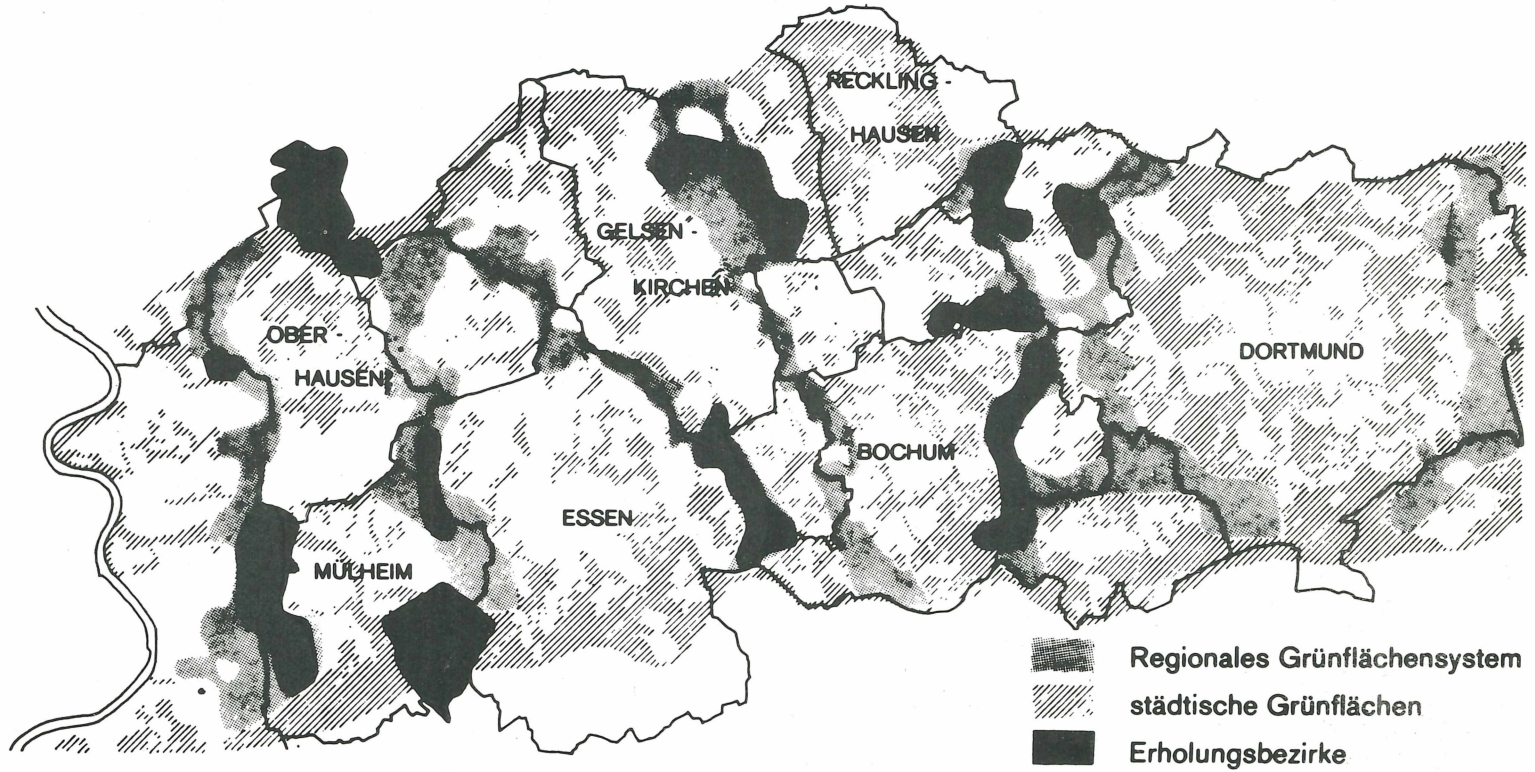 RECKLING-
HAUSEN
GELSEN-
KIRCHEN
OBER-
HAUSEN
DORTMUND
BOCHUM
ESSEN
MÜLHEIM
Regionales Grünflächensystem
städtische Grünflächen
Erholungsbezirke